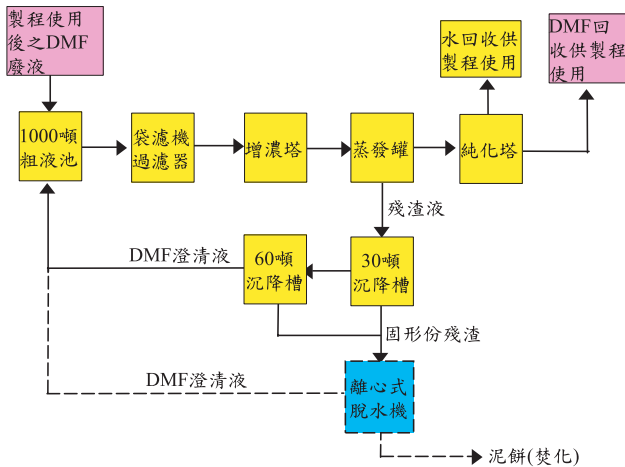 製程使用
後之DMF
廢液
水回收供
製程使用
DMF回
收供製程
使用
1000噸
粗液池
袋濾機
過濾器
增濃塔
蒸發罐
純化塔
殘渣液
DMF澄清液
60噸
沉降槽
30噸
沉降槽
固形份殘渣
DMF澄清液
離心式
脫水機
泥餅(焚化)